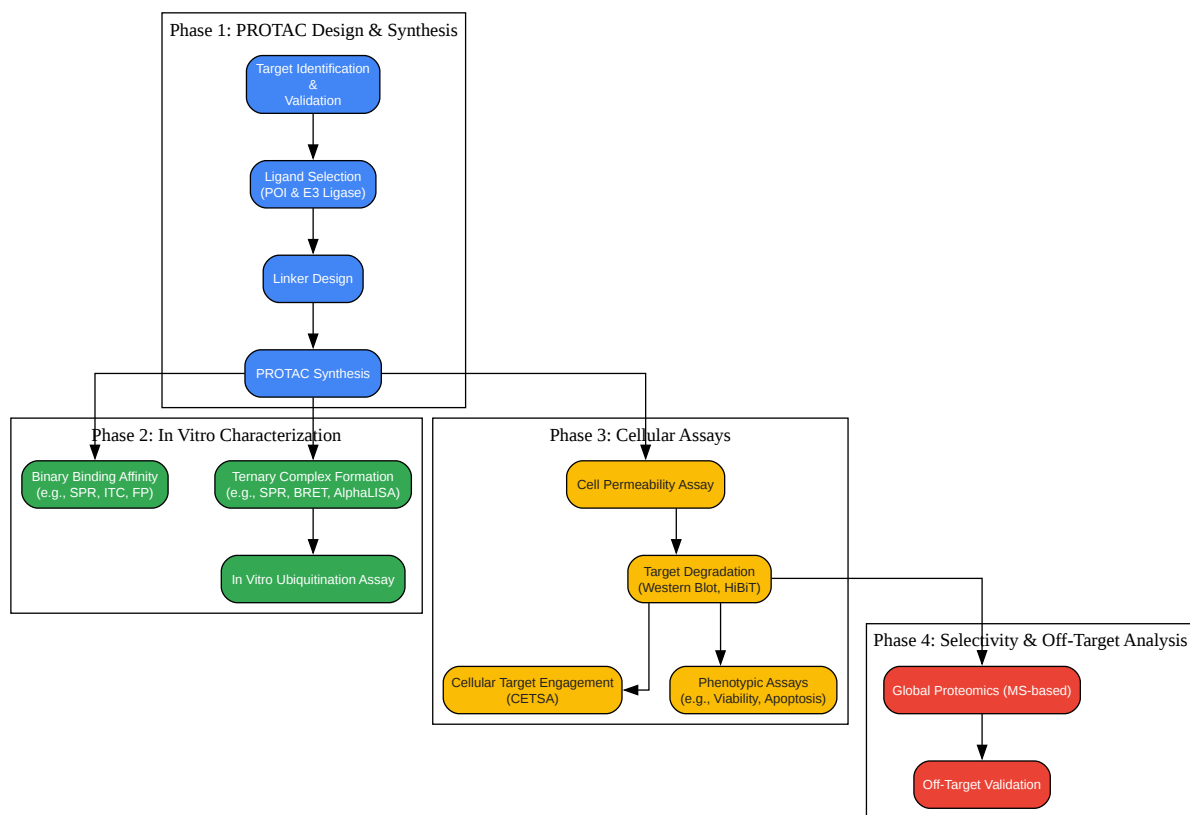 Phase 1: PROTAC Design & Synthesis
Target Identification
&
Validation
Ligand Selection
(POI & E3 Ligase)
Linker Design
PROTAC Synthesis
Phase 2: In Vitro Characterization
Binary Binding Affinity
(e.g., SPR, ITC, FP)
Ternary Complex Formation
(e.g., SPR, BRET, AlphaLISA)
In Vitro Ubiquitination Assay
Phase 3: Cellular Assays
Cell Permeability Assay
Target Degradation
(Western Blot, HiBiT)
Cellular Target Engagement
(CETSA)
Phenotypic Assays
(e.g., Viability, Apoptosis)
Phase 4: Selectivity & Off-Target Analysis
Global Proteomics (MS-based)
Off-Target Validation